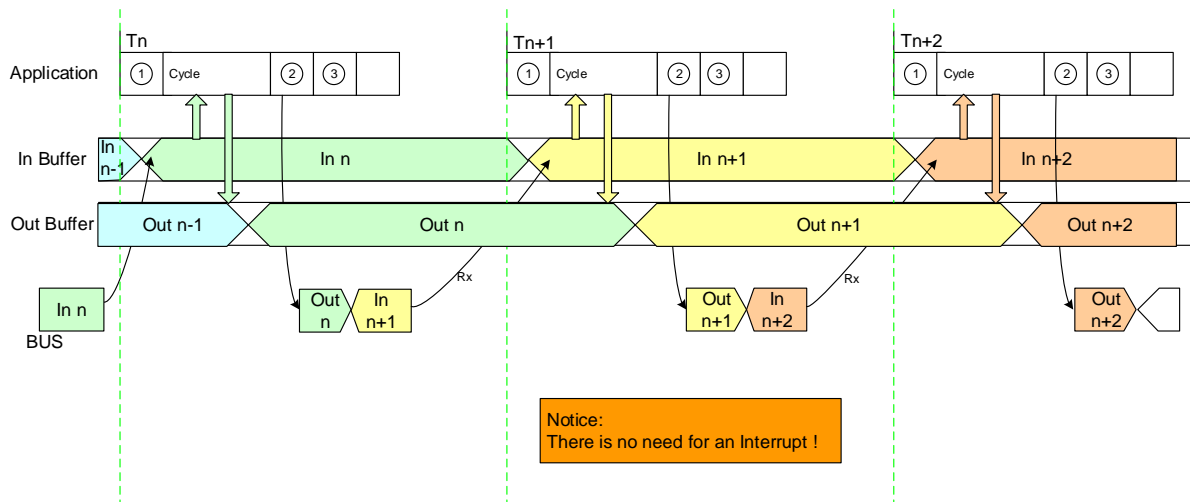 Tn
Tn+1
Tn+2
Application
① Cycle ② ③
① Cycle ② ③
① Cycle ② ③
In Buffer
In
n-1
In n
In n+1
In n+2
Out Buffer
Out n-1
Out n
Out n+1
Out n+2
Rx
Rx
In n
BUS
Out
n
In
n+1
Out
n+1
In
n+2
Out
n+2
Notice:
There is no need for an Interrupt !